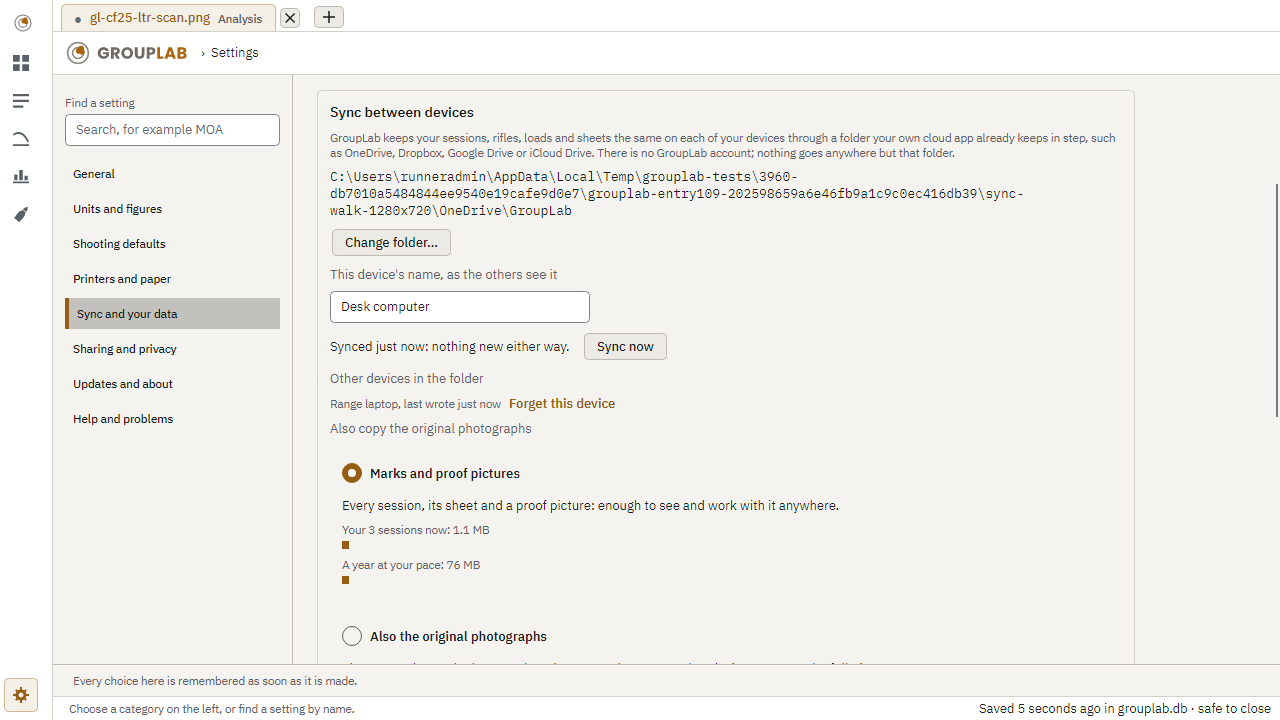 gl-cf25-ltr-scan.png Analysis
GROUPLAB › Settings
Find a setting
Search, for example MOA
General
Units and figures
Shooting defaults
Printers and paper
Sync and your data
Sharing and privacy
Updates and about
Help and problems
Sync between devices
GroupLab keeps your sessions, rifles, loads and sheets the same on each of your devices through a folder your own cloud app already keeps in step, such
as OneDrive, Dropbox, Google Drive or iCloud Drive. There is no GroupLab account; nothing goes anywhere but that folder.
C:\Users\runneradmin\AppData\Local\Temp\grouplab-tests\3960-
db7010a5484844ee9540e19cafe9d0e7\grouplab-entry109-202598659a6e46fb9a1c9c0ec416db39\sync-
walk-1280x720\OneDrive\GroupLab
Change folder...
This device's name, as the others see it
Desk computer
Synced just now: nothing new either way. Sync now
Other devices in the folder
Range laptop, last wrote just now Forget this device
Also copy the original photographs
Marks and proof pictures
Every session, its sheet and a proof picture: enough to see and work with it anywhere.
Your 3 sessions now: 1.1 MB
A year at your pace: 76 MB
Also the original photographs
Every choice here is remembered as soon as it is made.
Choose a category on the left, or find a setting by name.
Saved 5 seconds ago in grouplab.db · safe to close